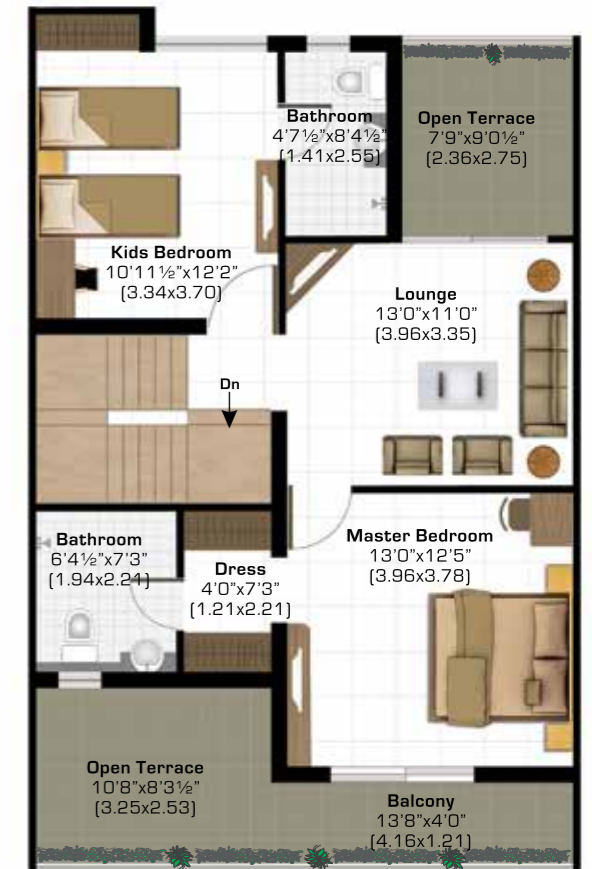 Bathroom
4'7½"x8'4½"
(1.41x2.55)
Open Terrace
7'9"x9'0½"
(2.36x2.75)
Kids Bedroom
10'11½"x12'2"
(3.34x3.70)
Lounge
13'0"x11'0"
(3.96x3.35)
Dn
Bathroom
6'4½"x7'3"
(1.94x2.21)
Dress
4'0"x7'3"
(1.21x2.21)
Master Bedroom
13'0"x12'5"
(3.96x3.78)
Open Terrace
10'8"x8'3½"
(3.25x2.53)
Balcony
13'8"x4'0"
(4.16x1.21)